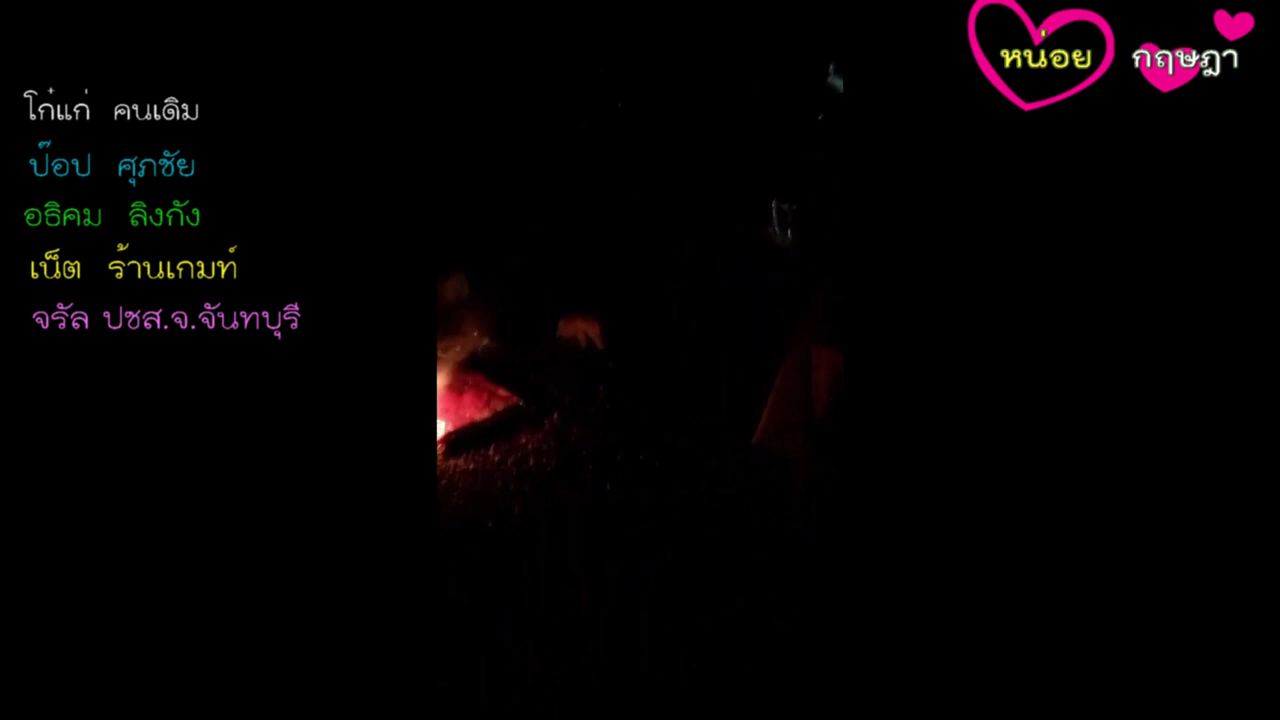 หน่อย กฤษฎา
โก๋แก่ คนเดิม
ป๊อป ศุภชัย
อธิคม ลิงกัง
เน็ต ร้านเกมท์
จรัล ปชส.จ.จันทบุรี